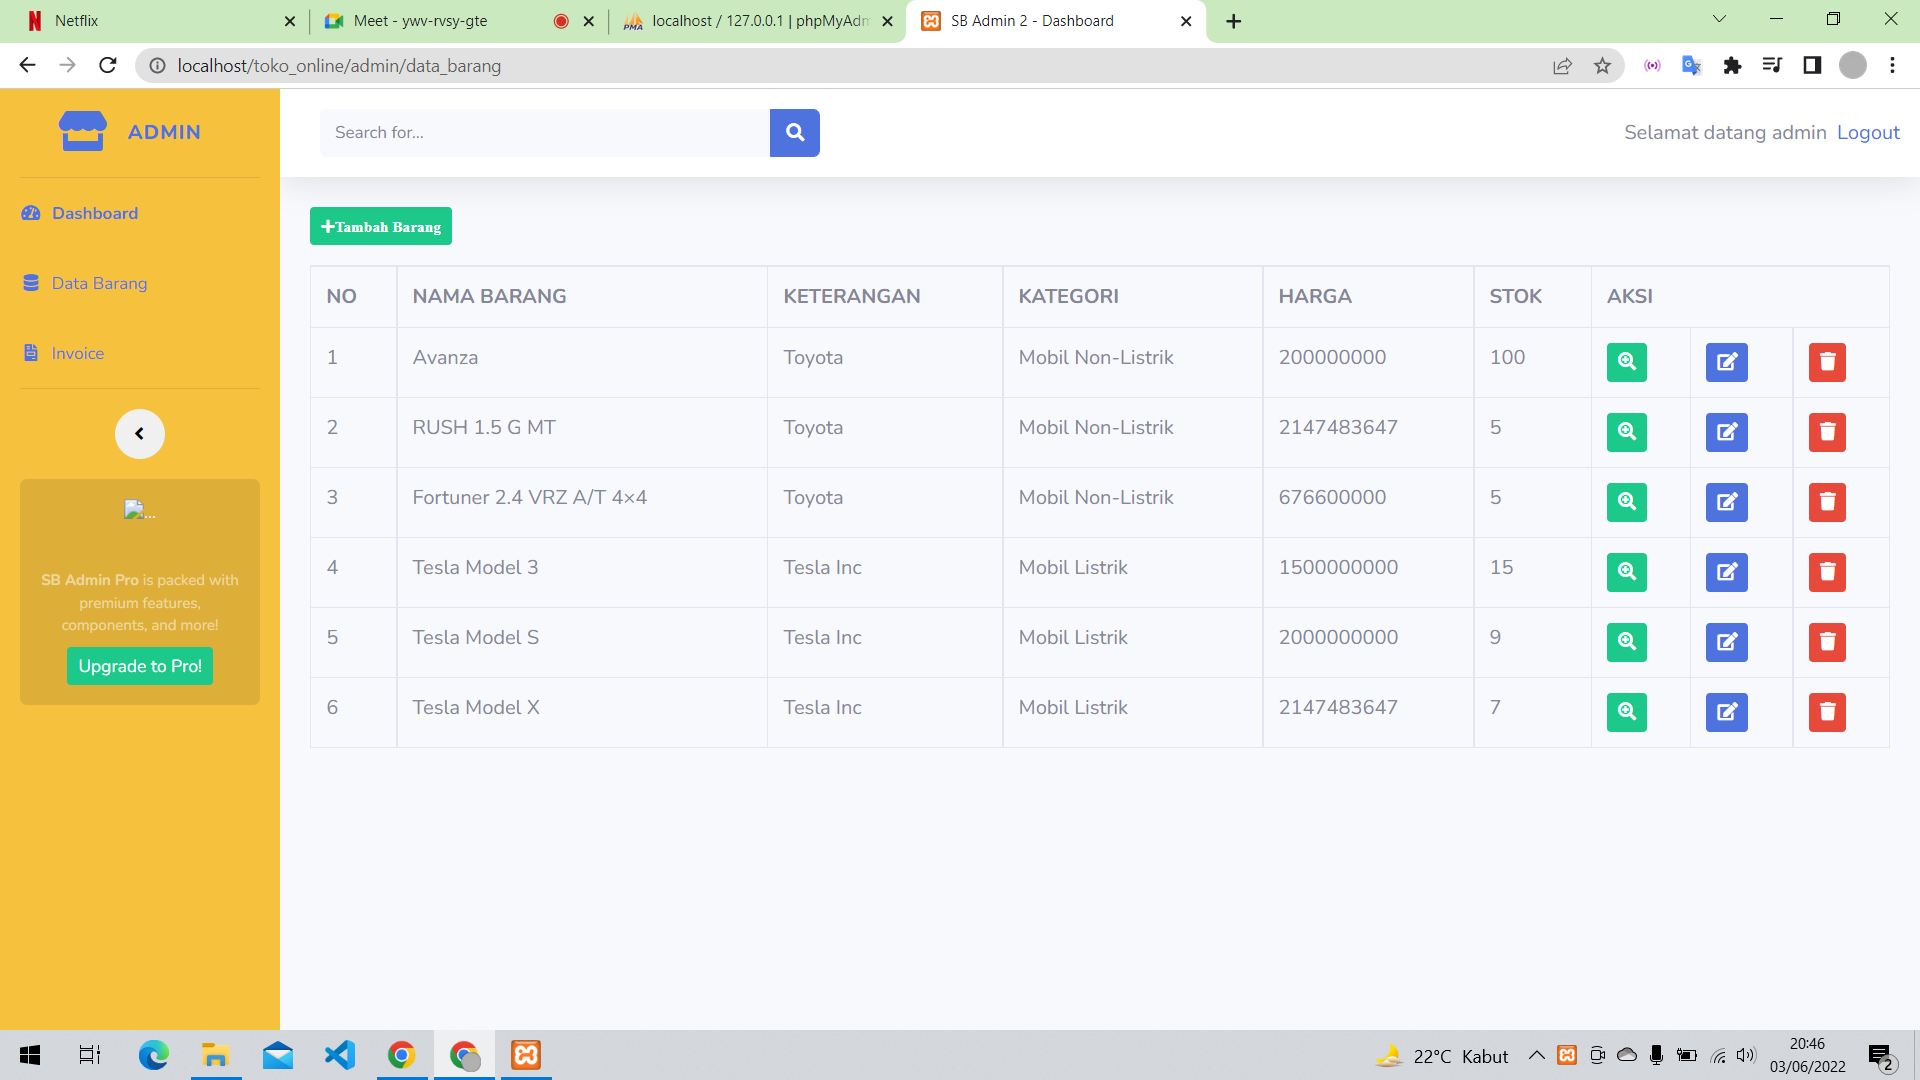 Netflix
Meet - ywv-rvsy-gte
localhost / 127.0.0.1 | phpMyAdm
SB Admin 2 - Dashboard
localhost/toko_online/admin/data_barang
ADMIN
Search for...
Selamat datang admin Logout
Dashboard
Data Barang
Invoice
...
SB Admin Pro is packed with
premium features,
components, and more!
Upgrade to Pro!
+Tambah Barang
NO NAMA BARANG KETERANGAN KATEGORI HARGA STOK AKSI
1 Avanza Toyota Mobil Non-Listrik 200000000 100
2 RUSH 1.5 G MT Toyota Mobil Non-Listrik 2147483647 5
3 Fortuner 2.4 VRZ A/T 4×4 Toyota Mobil Non-Listrik 676600000 5
4 Tesla Model 3 Tesla Inc Mobil Listrik 1500000000 15
5 Tesla Model S Tesla Inc Mobil Listrik 2000000000 9
6 Tesla Model X Tesla Inc Mobil Listrik 2147483647 7
22°C Kabut
20:46
03/06/2022
2